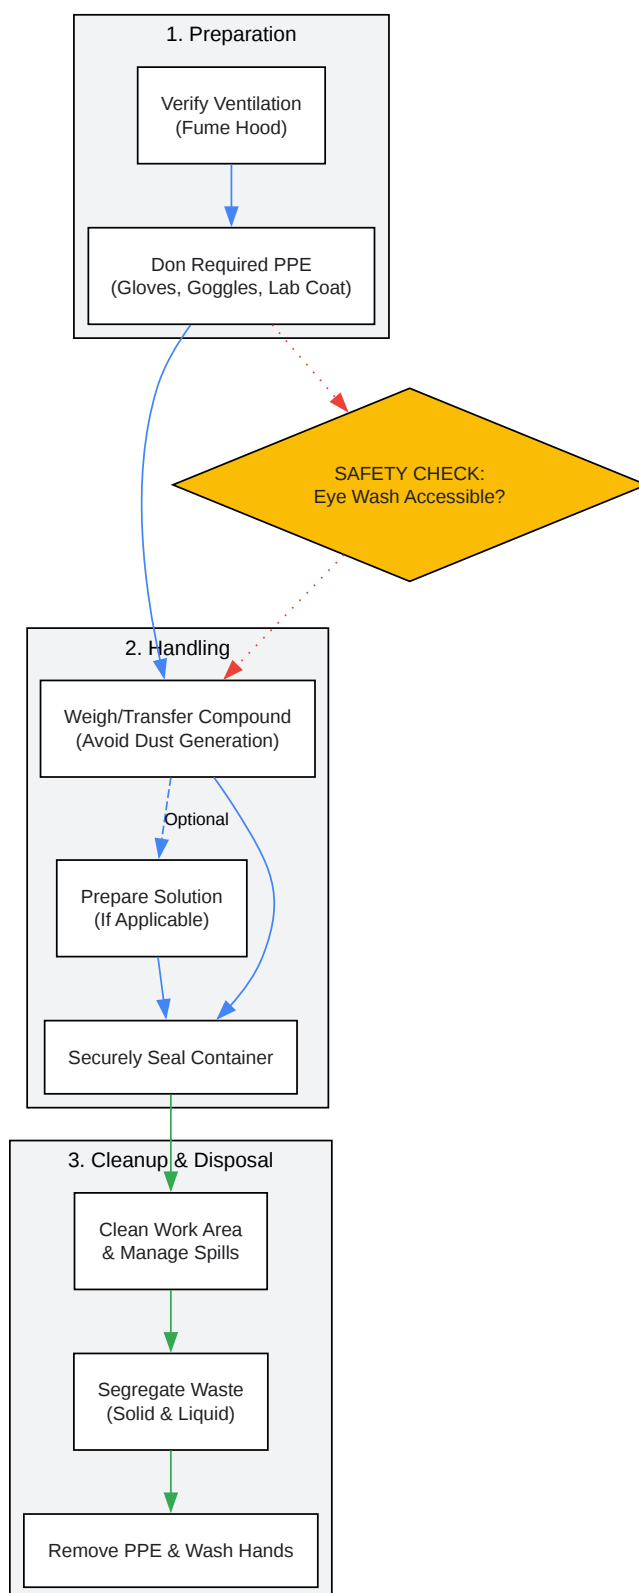 1. Preparation
Verify Ventilation
(Fume Hood)
Don Required PPE
(Gloves, Goggles, Lab Coat)
SAFETY CHECK:
Eye Wash Accessible?
2. Handling
Weigh/Transfer Compound
(Avoid Dust Generation)
Optional
Prepare Solution
(If Applicable)
Securely Seal Container
3. Cleanup & Disposal
Clean Work Area
& Manage Spills
Segregate Waste
(Solid & Liquid)
Remove PPE & Wash Hands